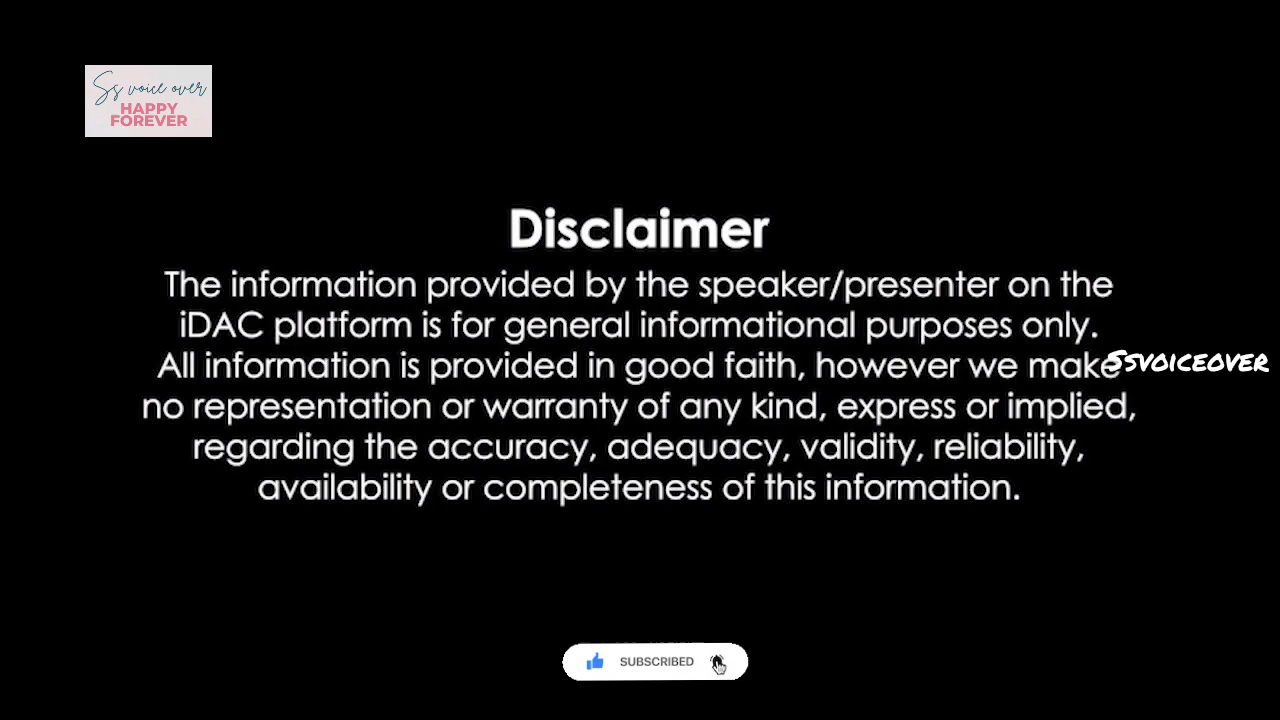 Ss voice over
HAPPY
FOREVER
Disclaimer
The information provided by the speaker/presenter on the
iDAC platform is for general informational purposes only.
All information is provided in good faith, however we make
Ssvoiceover
no representation or warranty of any kind, express or implied,
regarding the accuracy, adequacy, validity, reliability,
availability or completeness of this information.
SUBSCRIBED